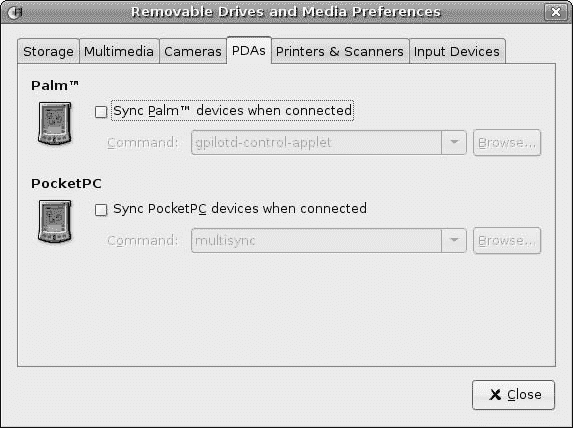 Removable Drives and Media Preferences
Storage Multimedia Cameras PDAs Printers & Scanners Input Devices
Palm™
Sync Palm™ devices when connected
Command: gpilotd-control-applet Browse...
PocketPC
Sync PocketPC devices when connected
Command: multisync Browse...
Close